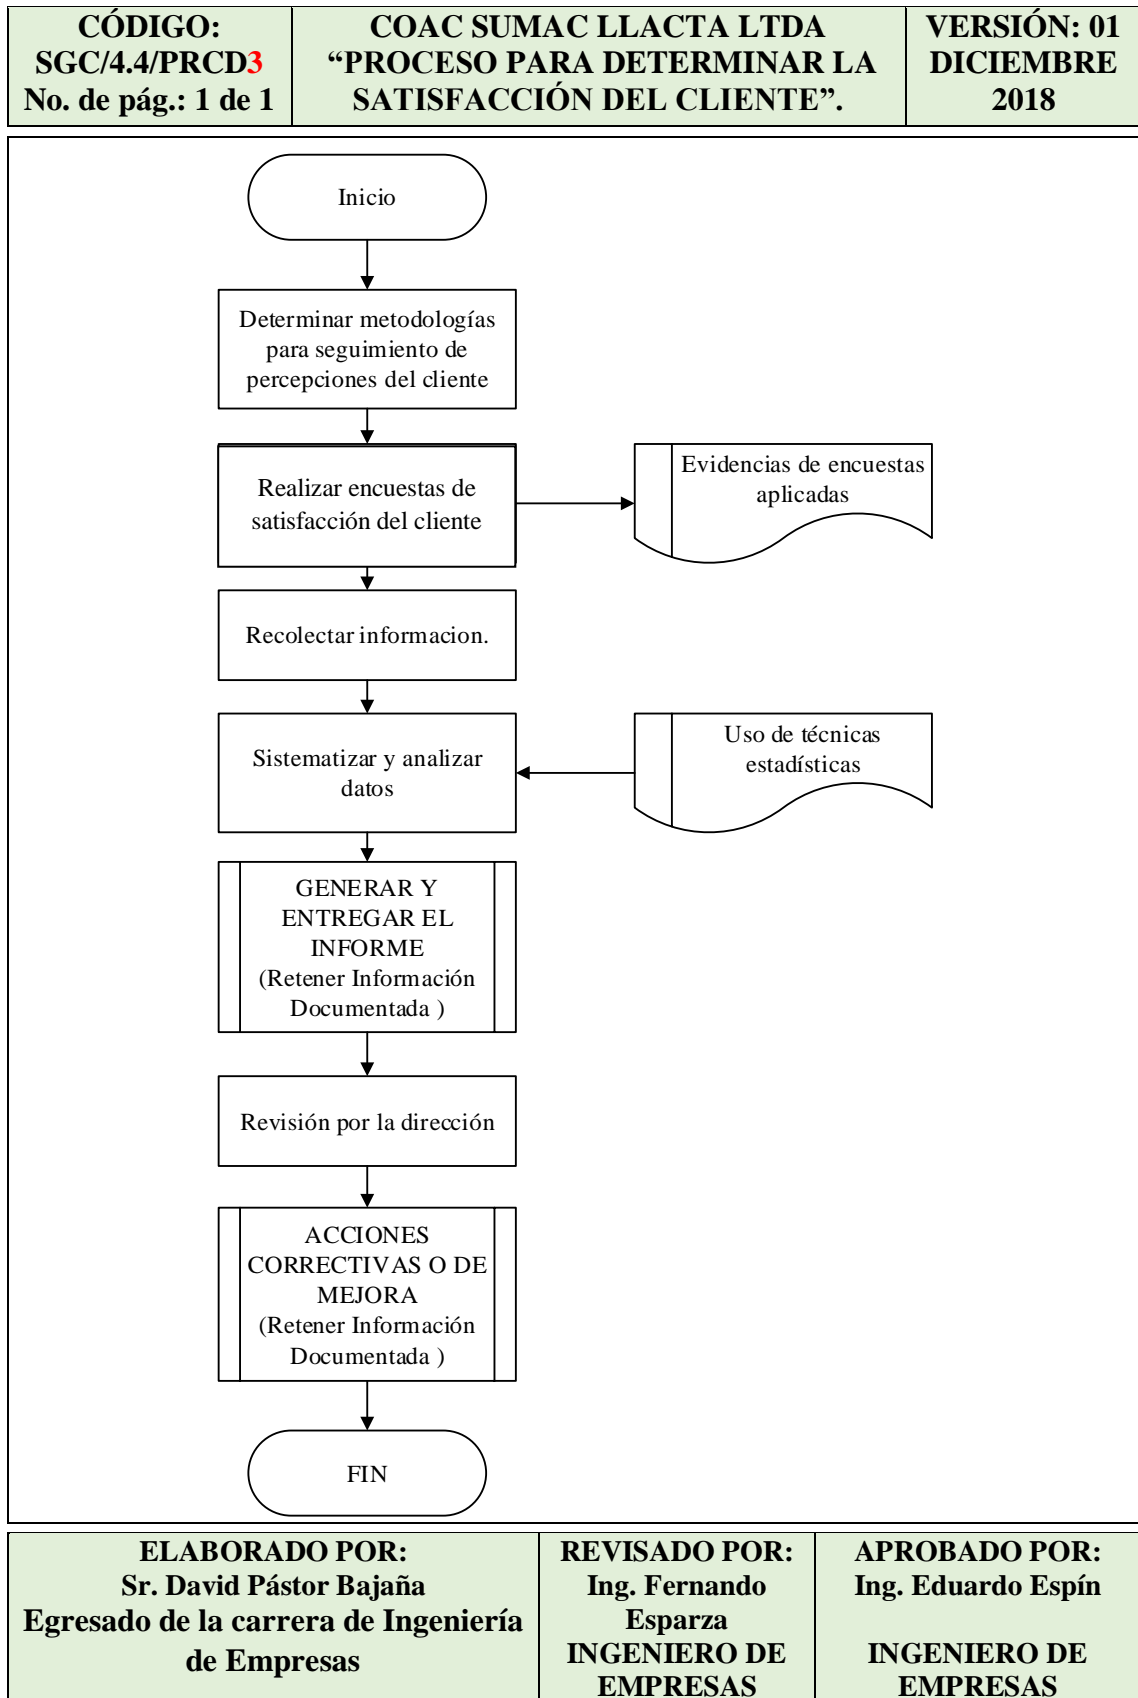 CÓDIGO:
SGC/4.4/PRCD3
No. de pág.: 1 de 1
COAC SUMAC LLACTA LTDA
“PROCESO PARA DETERMINAR LA
SATISFACCIÓN DEL CLIENTE”.
VERSIÓN: 01
DICIEMBRE
2018
Inicio
Determinar metodologías
para seguimiento de
percepciones del cliente
Realizar encuestas de
satisfacción del cliente
Evidencias de encuestas
aplicadas
Recolectar informacion.
Sistematizar y analizar
datos
Uso de técnicas
estadísticas
GENERAR Y
ENTREGAR EL
INFORME
(Retener Información
Documentada )
Revisión por la dirección
ACCIONES
CORRECTIVAS O DE
MEJORA
(Retener Información
Documentada )
FIN
ELABORADO POR:
Sr. David Pástor Bajaña
Egresado de la carrera de Ingeniería
de Empresas
REVISADO POR:
Ing. Fernando
Esparza
INGENIERO DE
EMPRESAS
APROBADO POR:
Ing. Eduardo Espín
INGENIERO DE
EMPRESAS